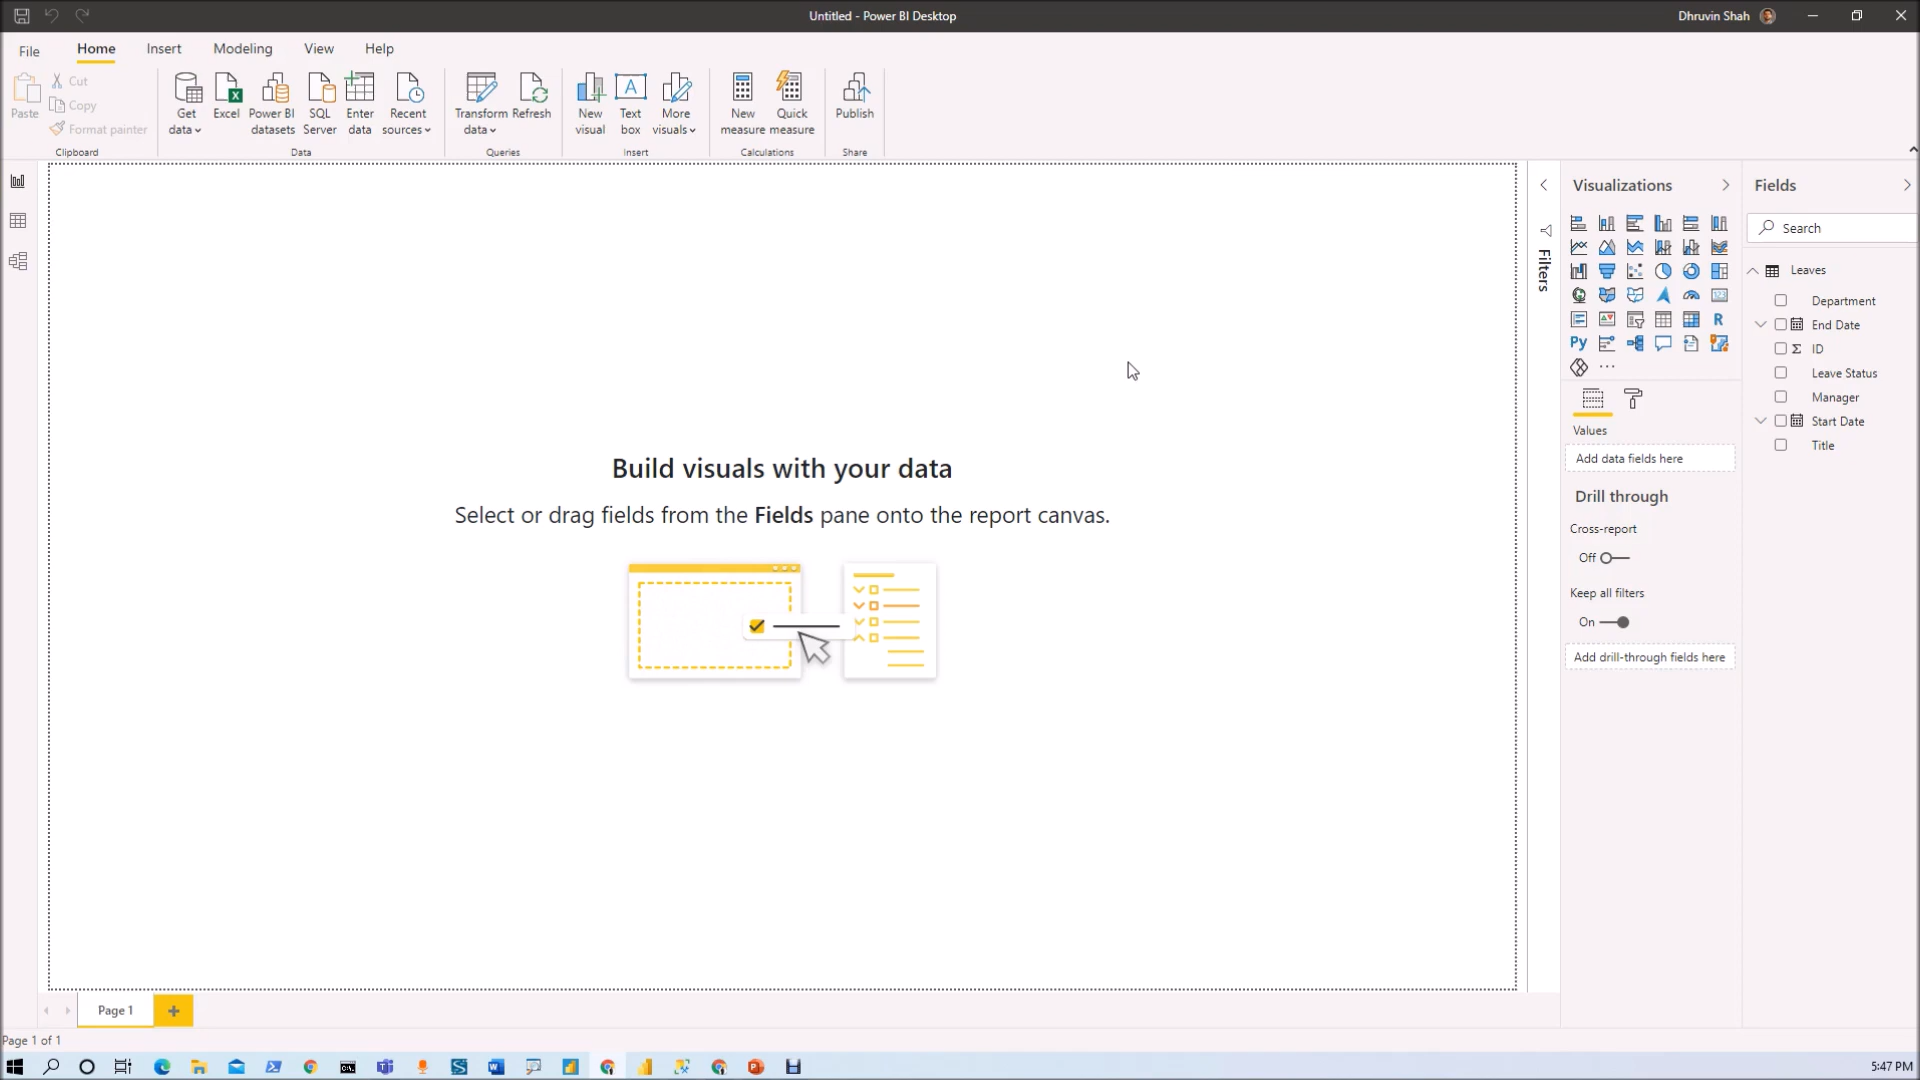 Untitled - Power BI Desktop
Dhruvin Shah
File
Home
Insert
Modeling
View
Help
Paste
Cut
Copy
Format painter
Clipboard
Get data
Excel
Power BI datasets
SQL Server
Enter data
Recent sources
Data
Transform data
Refresh
Queries
New visual
Text box
More visuals
Insert
New measure
Quick measure
Calculations
Publish
Share
Build visuals with your data
Select or drag fields from the Fields pane onto the report canvas.
Filters
Visualizations
R
Py
Values
Add data fields here
Drill through
Cross-report
Off
Keep all filters
On
Add drill-through fields here
Fields
Search
Leaves
Department
End Date
ID
Leave Status
Manager
Start Date
Title
Page 1
Page 1 of 1
5:47 PM